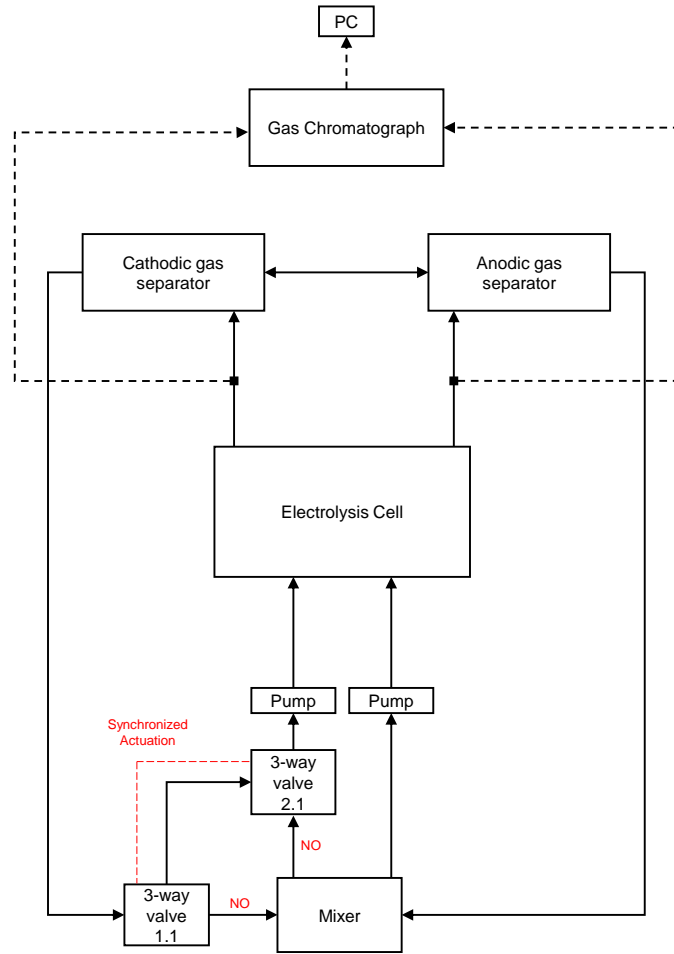 PC
Gas Chromatograph
Cathodic gas
separator
Anodic gas
separator
Electrolysis Cell
Pump
Pump
Synchronized
Actuation
3-way
valve
2.1
NO
3-way
valve
1.1
NO
Mixer